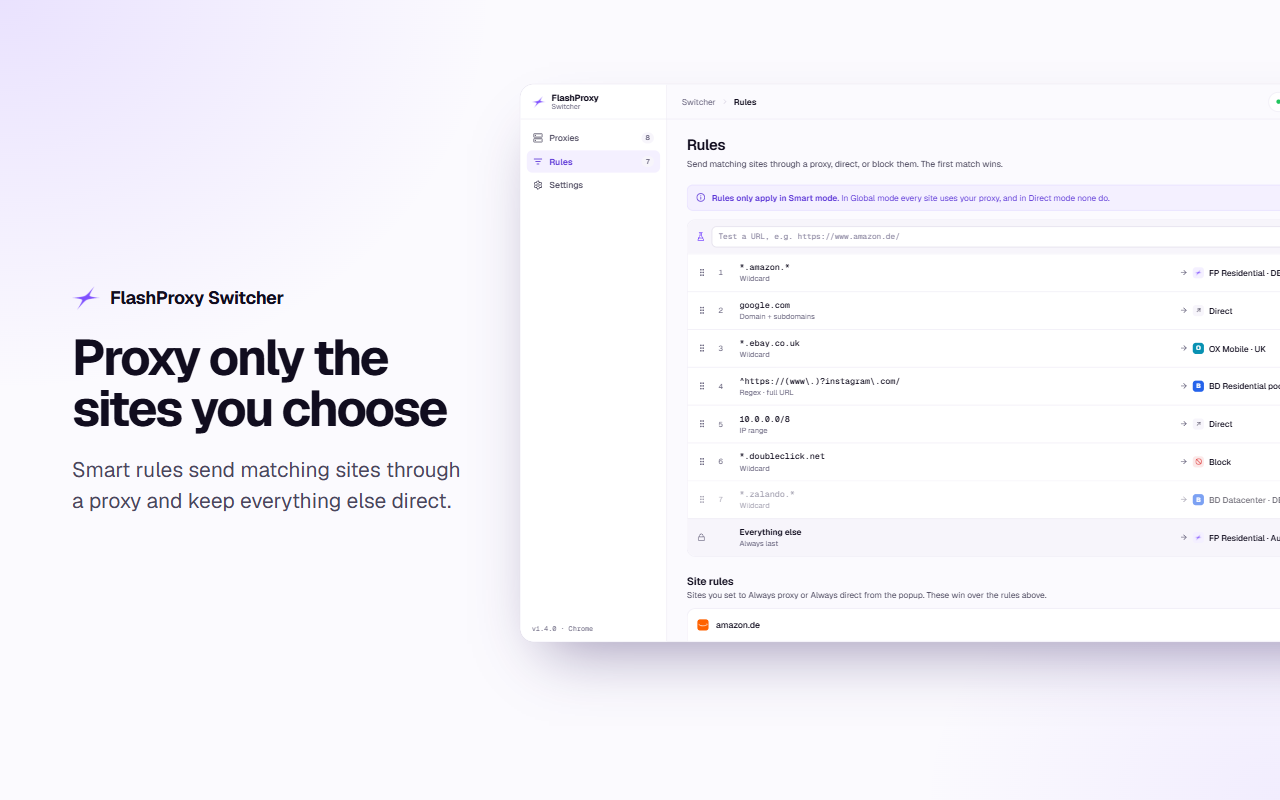 FlashProxy Switcher
Proxy only the
sites you choose
Smart rules send matching sites through
a proxy and keep everything else direct.
FlashProxy
Switcher
Proxies 8
Rules 7
Settings
v1.4.0 · Chrome
Switcher › Rules
Rules
Send matching sites through a proxy, direct, or block them. The first match wins.
Rules only apply in Smart mode. In Global mode every site uses your proxy, and in Direct mode none do.
Test a URL, e.g. https://www.amazon.de/
1 *.amazon.* → FP Residential · DE
Wildcard
2 google.com → Direct
Domain + subdomains
3 *.ebay.co.uk → D OX Mobile · UK
Wildcard
4 ^https://(www\.)?instagram\.com/ → B BD Residential poo
Regex · full URL
5 10.0.0.0/8 → Direct
IP range
6 *.doubleclick.net → Block
Wildcard
7 *.zalando.* → B BD Datacenter · DE
Wildcard
Everything else → FP Residential · Au
Always last
Site rules
Sites you set to Always proxy or Always direct from the popup. These win over the rules above.
amazon.de